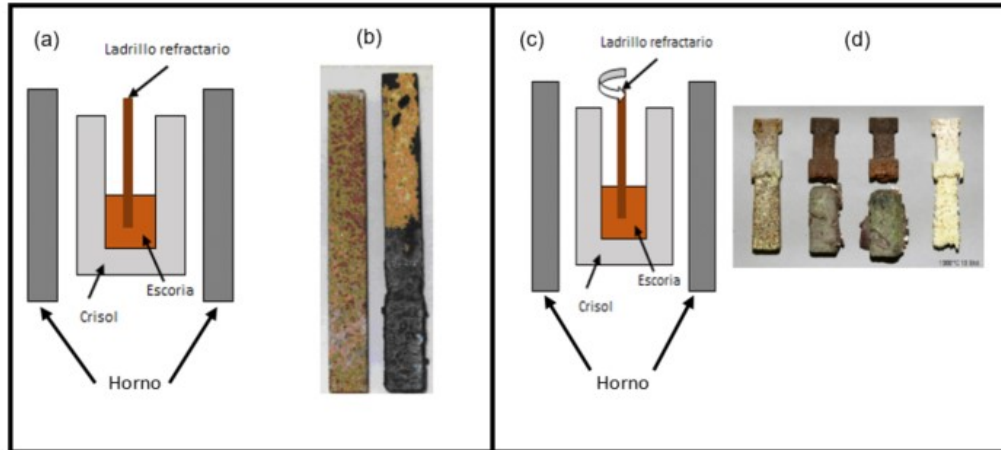 (a)
Ladrillo refractario
(b)
Escoria
Crisol
Horno
(c)
Ladrillo refractario
(d)
Escoria
Crisol
Horno